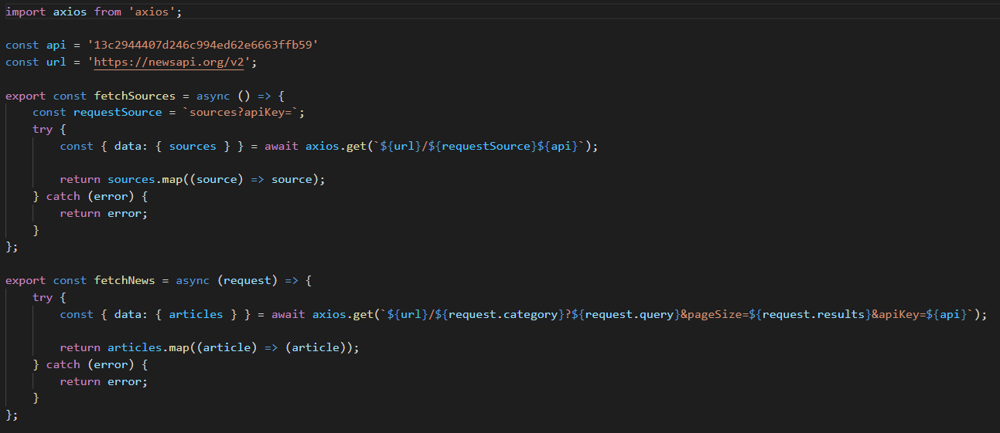 import axios from 'axios';
const api = '13c2944407d246c994ed62e6663ffb59'
const url = 'https://newsapi.org/v2';
export const fetchSources = async () => {
    const requestSource = `sources?apiKey=`;
    try {
        const { data: { sources } } = await axios.get(`${url}/${requestSource}${api}`);
        return sources.map((source) => source);
    } catch (error) {
        return error;
    }
};
export const fetchNews = async (request) => {
    try {
        const { data: { articles } } = await axios.get(`${url}/${request.category}?${request.query}&pageSize=${request.results}&apiKey=${api}`);
        return articles.map((article) => (article));
    } catch (error) {
        return error;
    }
};